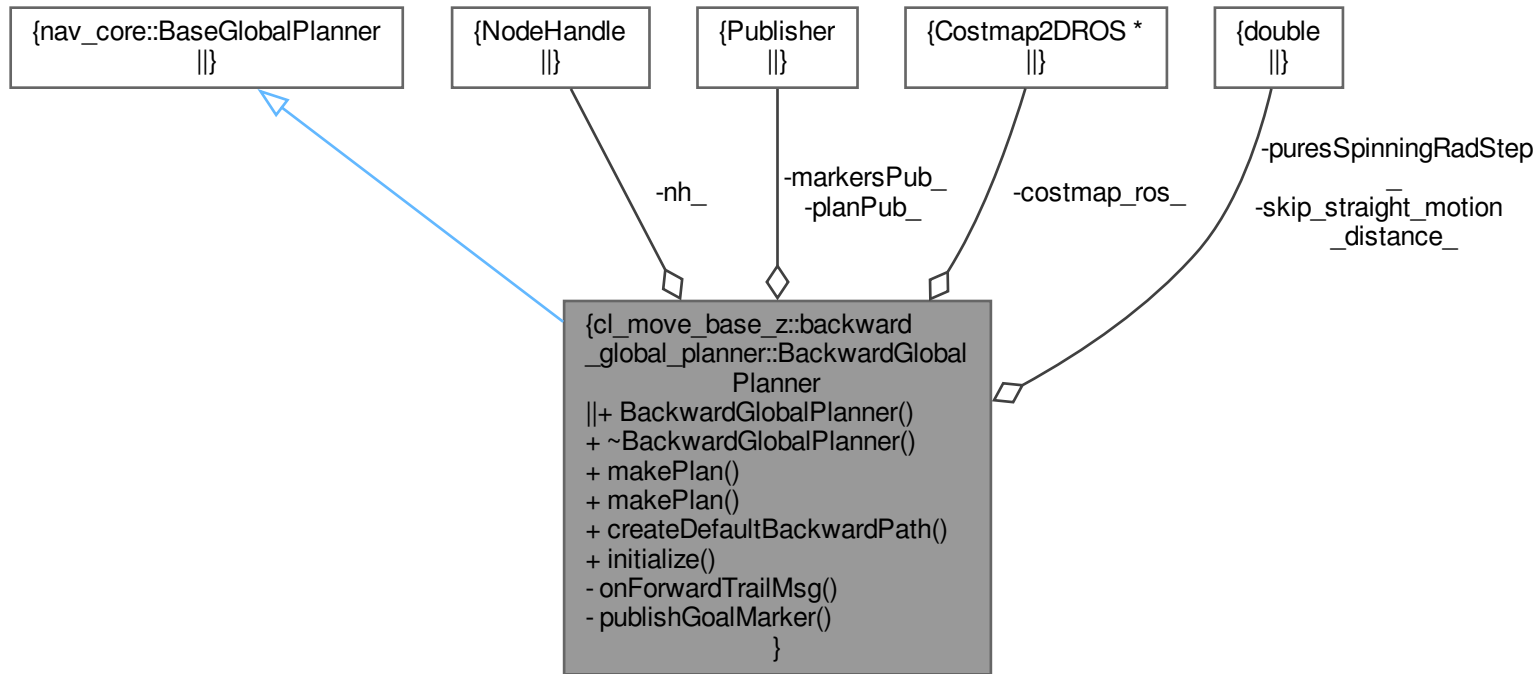 {nav_core::BaseGlobalPlanner
||}
{NodeHandle
||}
{Publisher
||}
{Costmap2DROS *
||}
{double
||}
-nh_
-markersPub_
-planPub_
-costmap_ros_
-puresSpinningRadStep
_
-skip_straight_motion
_distance_
{cl_move_base_z::backward
_global_planner::BackwardGlobal
Planner
||+ BackwardGlobalPlanner()
+ ~BackwardGlobalPlanner()
+ makePlan()
+ makePlan()
+ createDefaultBackwardPath()
+ initialize()
- onForwardTrailMsg()
- publishGoalMarker()
}